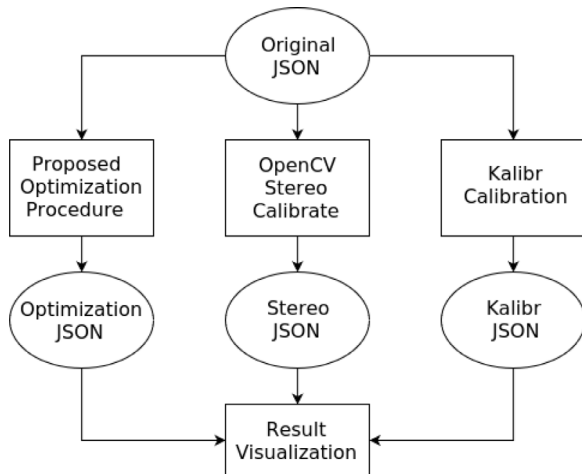 Original
JSON
Proposed
Optimization
Procedure
OpenCV
Stereo
Calibrate
Kalibr
Calibration
Optimization
JSON
Stereo
JSON
Kalibr
JSON
Result
Visualization